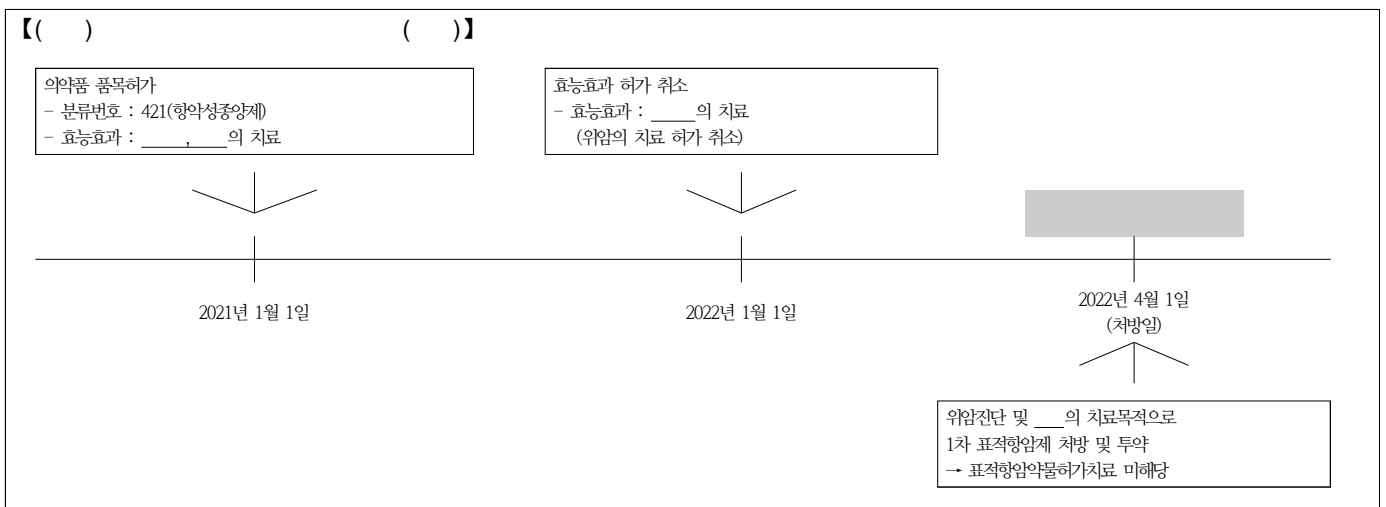 【( ) ( )】
의약품 품목허가
- 분류번호 : 421(항악성종양제)
- 효능효과 : _____, ____의 치료
효능효과 허가 취소
- 효능효과 : _____의 치료
(위암의 치료 허가 취소)
2021년 1월 1일
2022년 1월 1일
2022년 4월 1일
(처방일)
위암진단 및 ___의 치료목적으로
1차 표적항암제 처방 및 투약
→ 표적항암약물허가치료 미해당